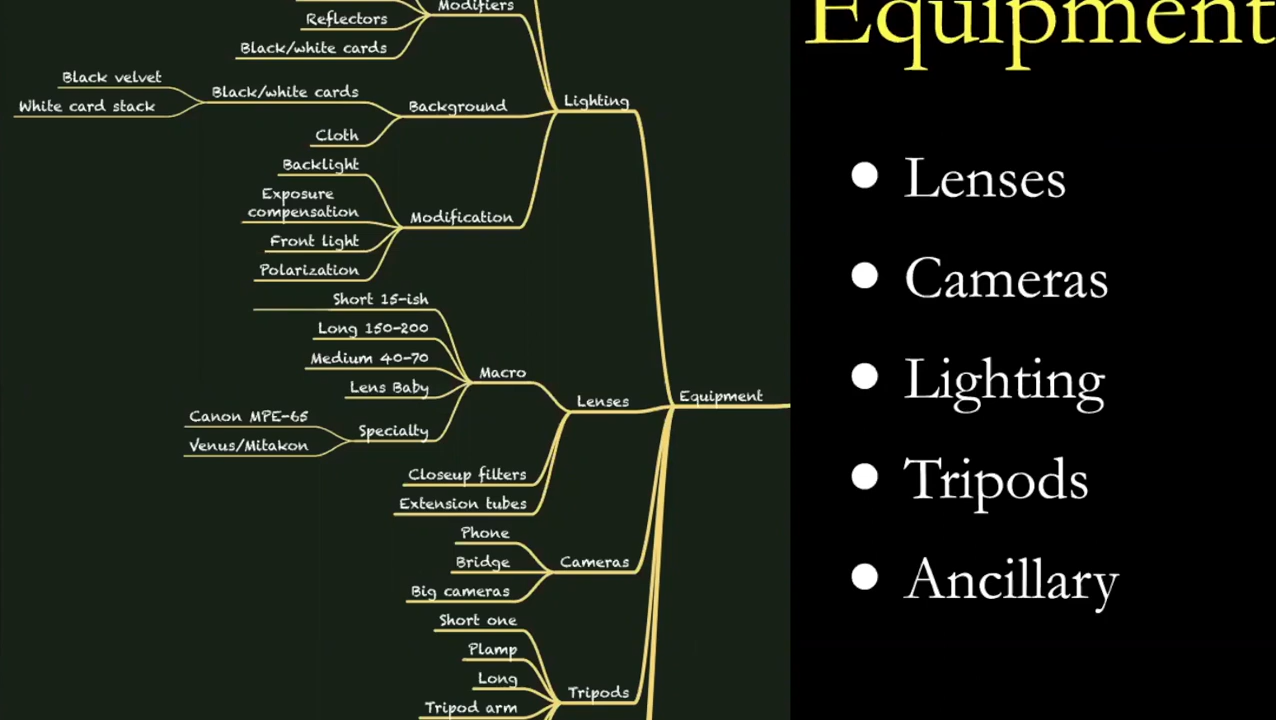 Modifiers
Reflectors
Black/white cards
Black velvet
White card stack
Black/white cards
Background
Lighting
Cloth
Backlight
Exposure
compensation
Modification
Front light
Polarization
Short 15-ish
Long 150-200
Medium 40-70
Macro
Lens Baby
Lenses
Equipment
Canon MPE-65
Specialty
Venus/Mitakon
Closeup filters
Extension tubes
Phone
Bridge
Cameras
Big cameras
Short one
Plamp
Long
Tripods
Tripod arm
Equipment
Lenses
Cameras
Lighting
Tripods
Ancillary